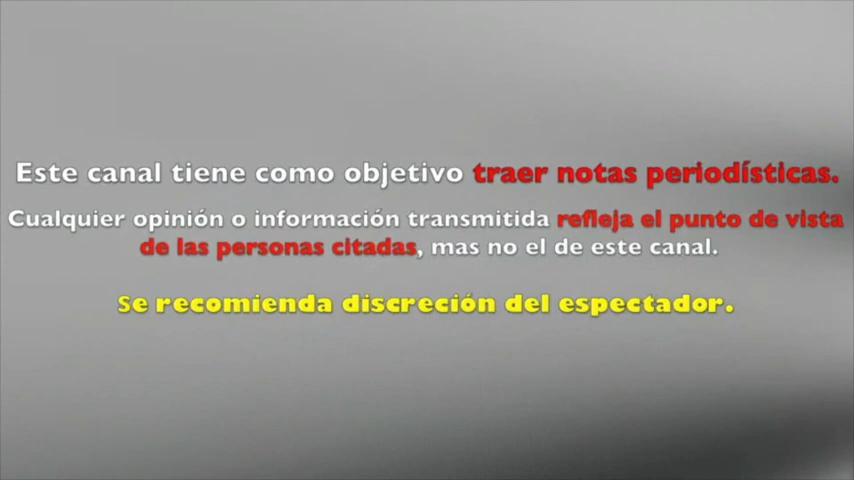 Este canal tiene como objetivo traer notas periodísticas.
Cualquier opinión o información transmitida refleja el punto de vista
de las personas citadas, mas no el de este canal.
Se recomienda discreción del espectador.